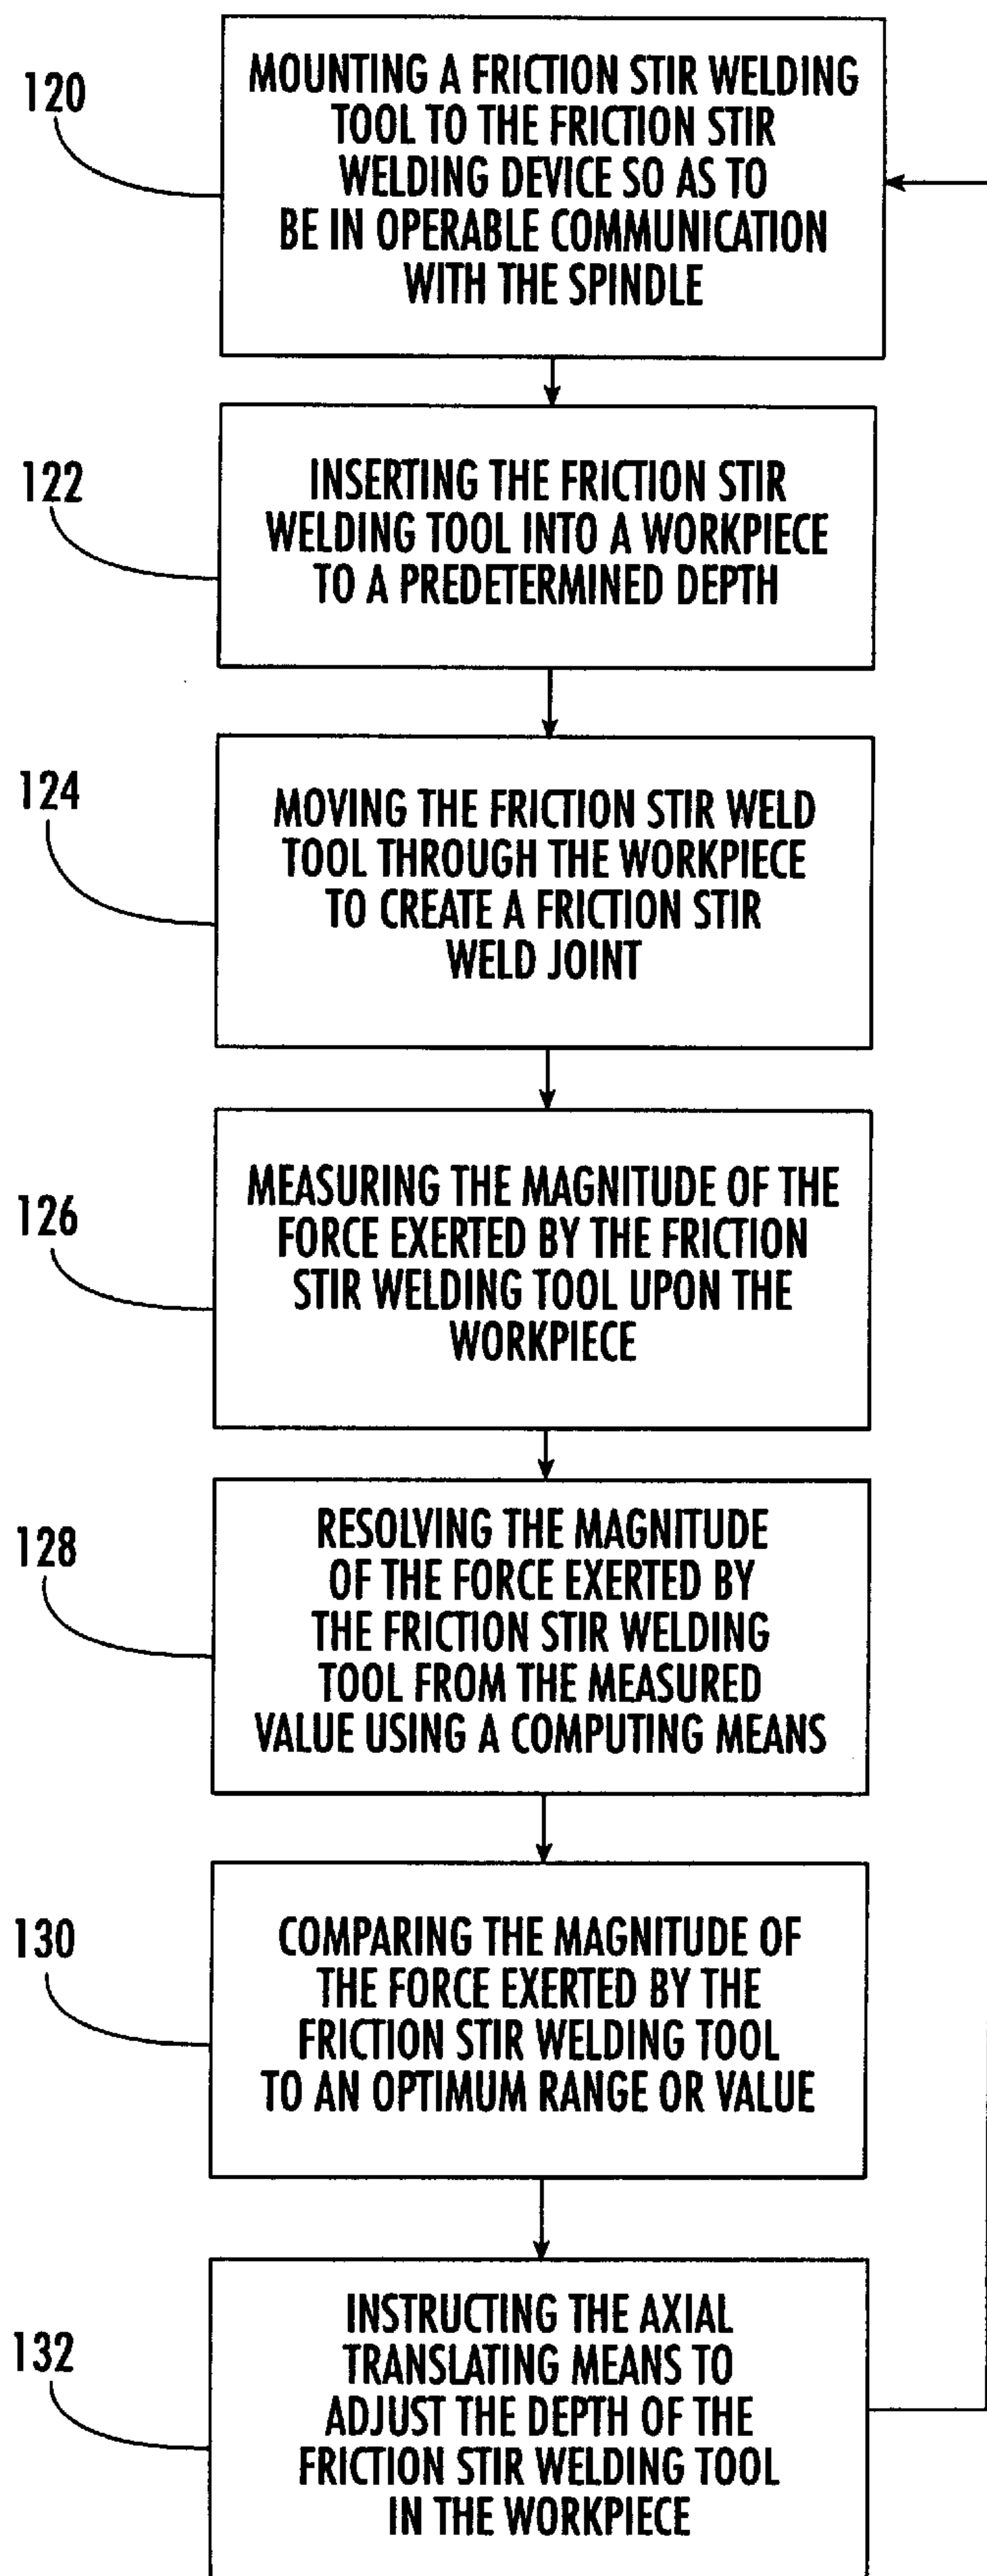 120
MOUNTING A FRICTION STIR WELDING
TOOL TO THE FRICTION STIR
WELDING DEVICE SO AS TO
BE IN OPERABLE COMMUNICATION
WITH THE SPINDLE
122
INSERTING THE FRICTION STIR
WELDING TOOL INTO A WORKPIECE
TO A PREDETERMINED DEPTH
124
MOVING THE FRICTION STIR WELD
TOOL THROUGH THE WORKPIECE
TO CREATE A FRICTION STIR
WELD JOINT
126
MEASURING THE MAGNITUDE OF THE
FORCE EXERTED BY THE FRICTION
STIR WELDING TOOL UPON THE
WORKPIECE
128
RESOLVING THE MAGNITUDE
OF THE FORCE EXERTED BY
THE FRICTION STIR WELDING
TOOL FROM THE MEASURED
VALUE USING A COMPUTING MEANS
130
COMPARING THE MAGNITUDE OF
THE FORCE EXERTED BY THE
FRICTION STIR WELDING TOOL
TO AN OPTIMUM RANGE OR VALUE
132
INSTRUCTING THE AXIAL
TRANSLATING MEANS TO
ADJUST THE DEPTH OF THE
FRICTION STIR WELDING TOOL
IN THE WORKPIECE